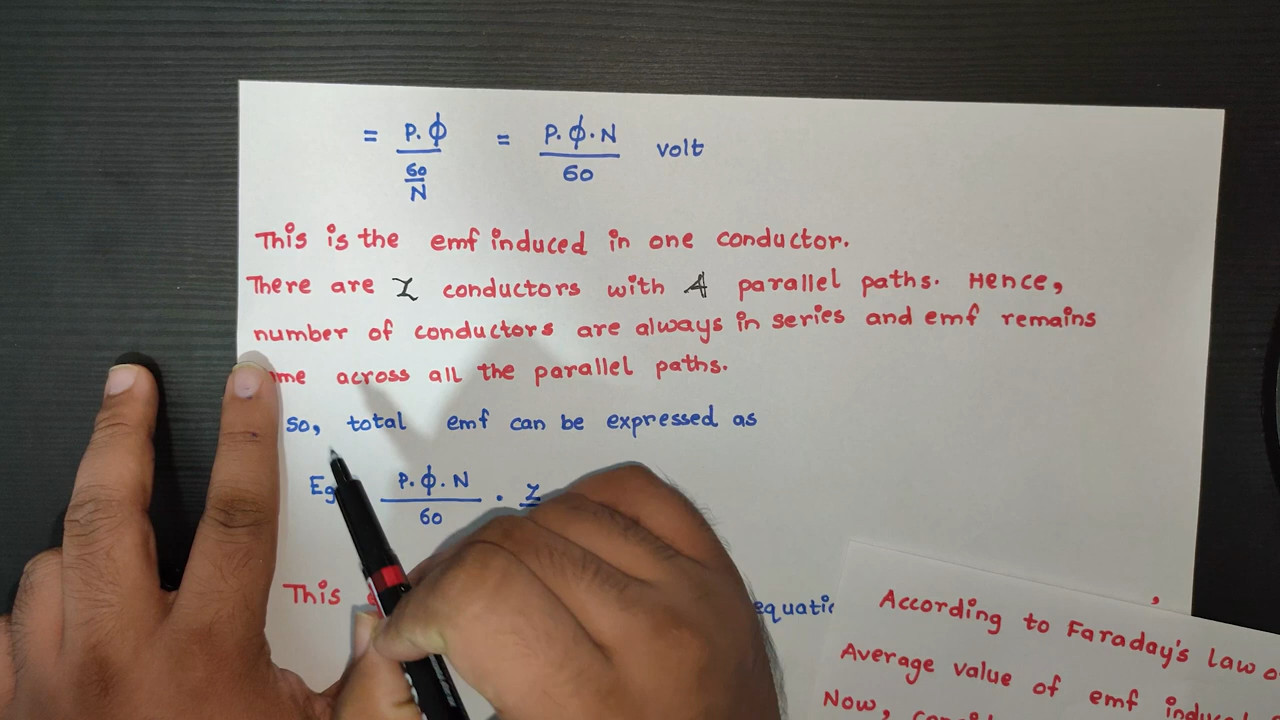 = P.ϕ / 60/N = P.ϕ.N / 60 volt
This is the emf induced in one conductor.
There are Z conductors with A parallel paths. Hence,
number of conductors are always in series and emf remains
across all the parallel paths.
So, total emf can be expressed as
Eg P.ϕ.N / 60 . Z
This
According to Faraday's law
Average value of emf
Now,